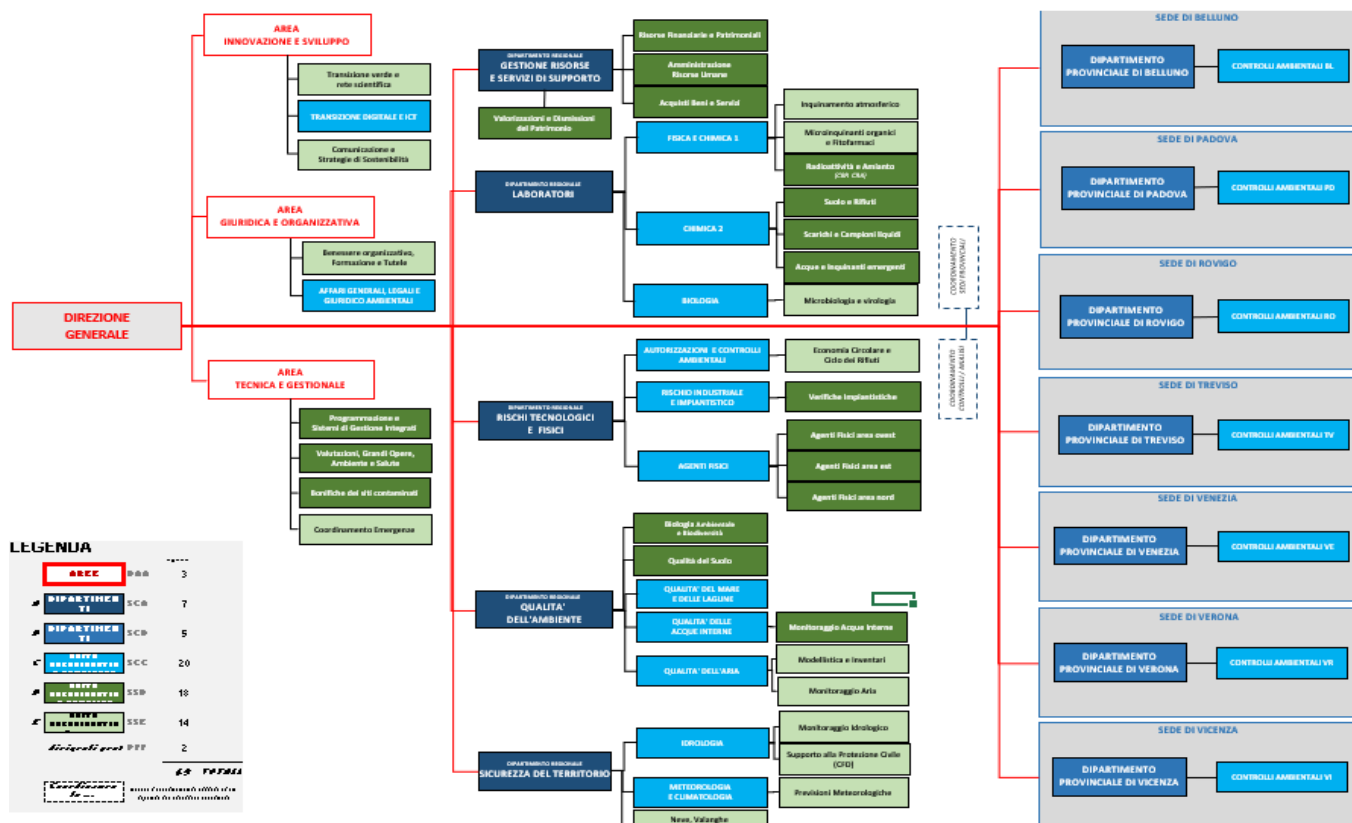 AREA
INNOVAZIONE E SVILUPPO
Transizione verde e
rete scientifica
TRANSIZIONE DIGITALE E ICT
Comunicazione e
Strategie di Sostenibilità
AREA
GIURIDICA E ORGANIZZATIVA
Benessere organizzativo,
Formazione e Tutele
AFFARI GENERALI, LEGALI E
GIURIDICO AMBIENTALI
DIREZIONE
GENERALE
AREA
TECNICA E GESTIONALE
Programmazione e
Sistemi di Gestione Integrati
Valutazioni, Grandi Opere,
Ambiente e Salute
Bonifiche dei siti contaminati
Coordinamento Emergenze
LEGENDA
AREE
3
DIPARTIMEN
TI
SCA
7
DIPARTIMEN
TI
SCB
5
C
SCC
20
SSD
18
SSE
14
2
DIPARTIMENTO REGIONALE
GESTIONE RISORSE
E SERVIZI DI SUPPORTO
Valorizzazioni e Dismissioni
del Patrimonio
Risorse Finanziarie e Patrimoniali
Amministrazione
Risorse Umane
Acquisti Beni e Servizi
DIPARTIMENTO REGIONALE
LABORATORI
FISICA E CHIMICA 1
Inquinamento atmosferico
Microinquinanti organici
e Fitofarmaci
Radioattività e Amianto
CHIMICA 2
Suolo e Rifiuti
Scarichi e Campioni liquidi
Acque e Inquinanti emergenti
BIOLOGIA
Microbiologia e virologia
DIPARTIMENTO REGIONALE
RISCHI TECNOLOGICI
E FISICI
AUTORIZZAZIONI E CONTROLLI
AMBIENTALI
Economia Circolare e
Ciclo dei Rifiuti
RISCHIO INDUSTRIALE
E IMPIANTISTICO
Verifiche Impiantistiche
AGENTI FISICI
Agenti Fisici area ovest
Agenti Fisici area est
Agenti Fisici area nord
DIPARTIMENTO REGIONALE
QUALITA'
DELL'AMBIENTE
Biologia Ambientale
e Biodiversità
Qualità del Suolo
QUALITA' DEL MARE
E DELLE LAGUNE
QUALITA' DELLE
ACQUE INTERNE
Monitoraggio Acque Interne
QUALITA' DELL'ARIA
Modellistica e Inventari
Monitoraggio Aria
DIPARTIMENTO REGIONALE
SICUREZZA DEL TERRITORIO
IDROLOGIA
Monitoraggio Idrologico
Supporto alla Protezione Civile
(CFD)
METEOROLOGIA
E CLIMATOLOGIA
Previsioni Meteorologiche
Neve, Valanghe
COORDINAMENTO
SEDI PROVINCIALI
COORDINAMENTO
CONTROLLI
SEDE DI BELLUNO
DIPARTIMENTO
PROVINCIALE DI BELLUNO
CONTROLLI AMBIENTALI BL
SEDE DI PADOVA
DIPARTIMENTO
PROVINCIALE DI PADOVA
CONTROLLI AMBIENTALI PD
SEDE DI ROVIGO
DIPARTIMENTO
PROVINCIALE DI ROVIGO
CONTROLLI AMBIENTALI RO
SEDE DI TREVISO
DIPARTIMENTO
PROVINCIALE DI TREVISO
CONTROLLI AMBIENTALI TV
SEDE DI VENEZIA
DIPARTIMENTO
PROVINCIALE DI VENEZIA
CONTROLLI AMBIENTALI VE
SEDE DI VERONA
DIPARTIMENTO
PROVINCIALE DI VERONA
CONTROLLI AMBIENTALI VR
SEDE DI VICENZA
DIPARTIMENTO
PROVINCIALE DI VICENZA
CONTROLLI AMBIENTALI VI